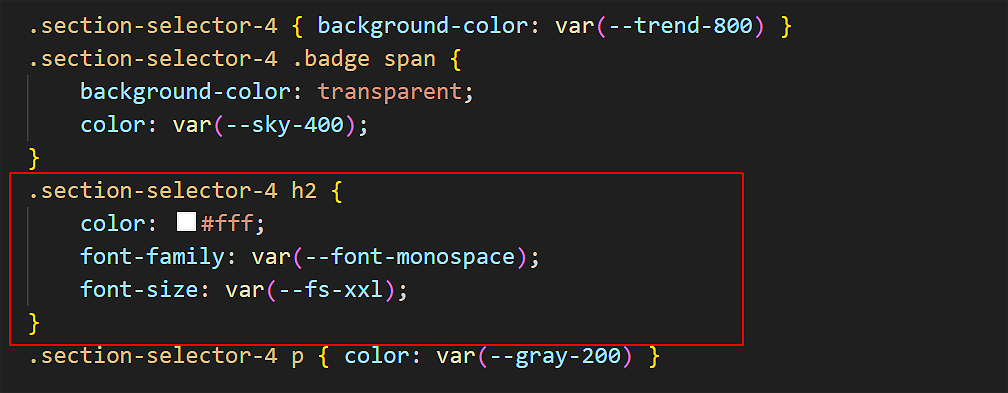 .section-selector-4 { background-color: var(--trend-800) }
.section-selector-4 .badge span {
    background-color: transparent;
    color: var(--sky-400);
}
.section-selector-4 h2 {
    color: #fff;
    font-family: var(--font-monospace);
    font-size: var(--fs-xxl);
}
.section-selector-4 p { color: var(--gray-200) }